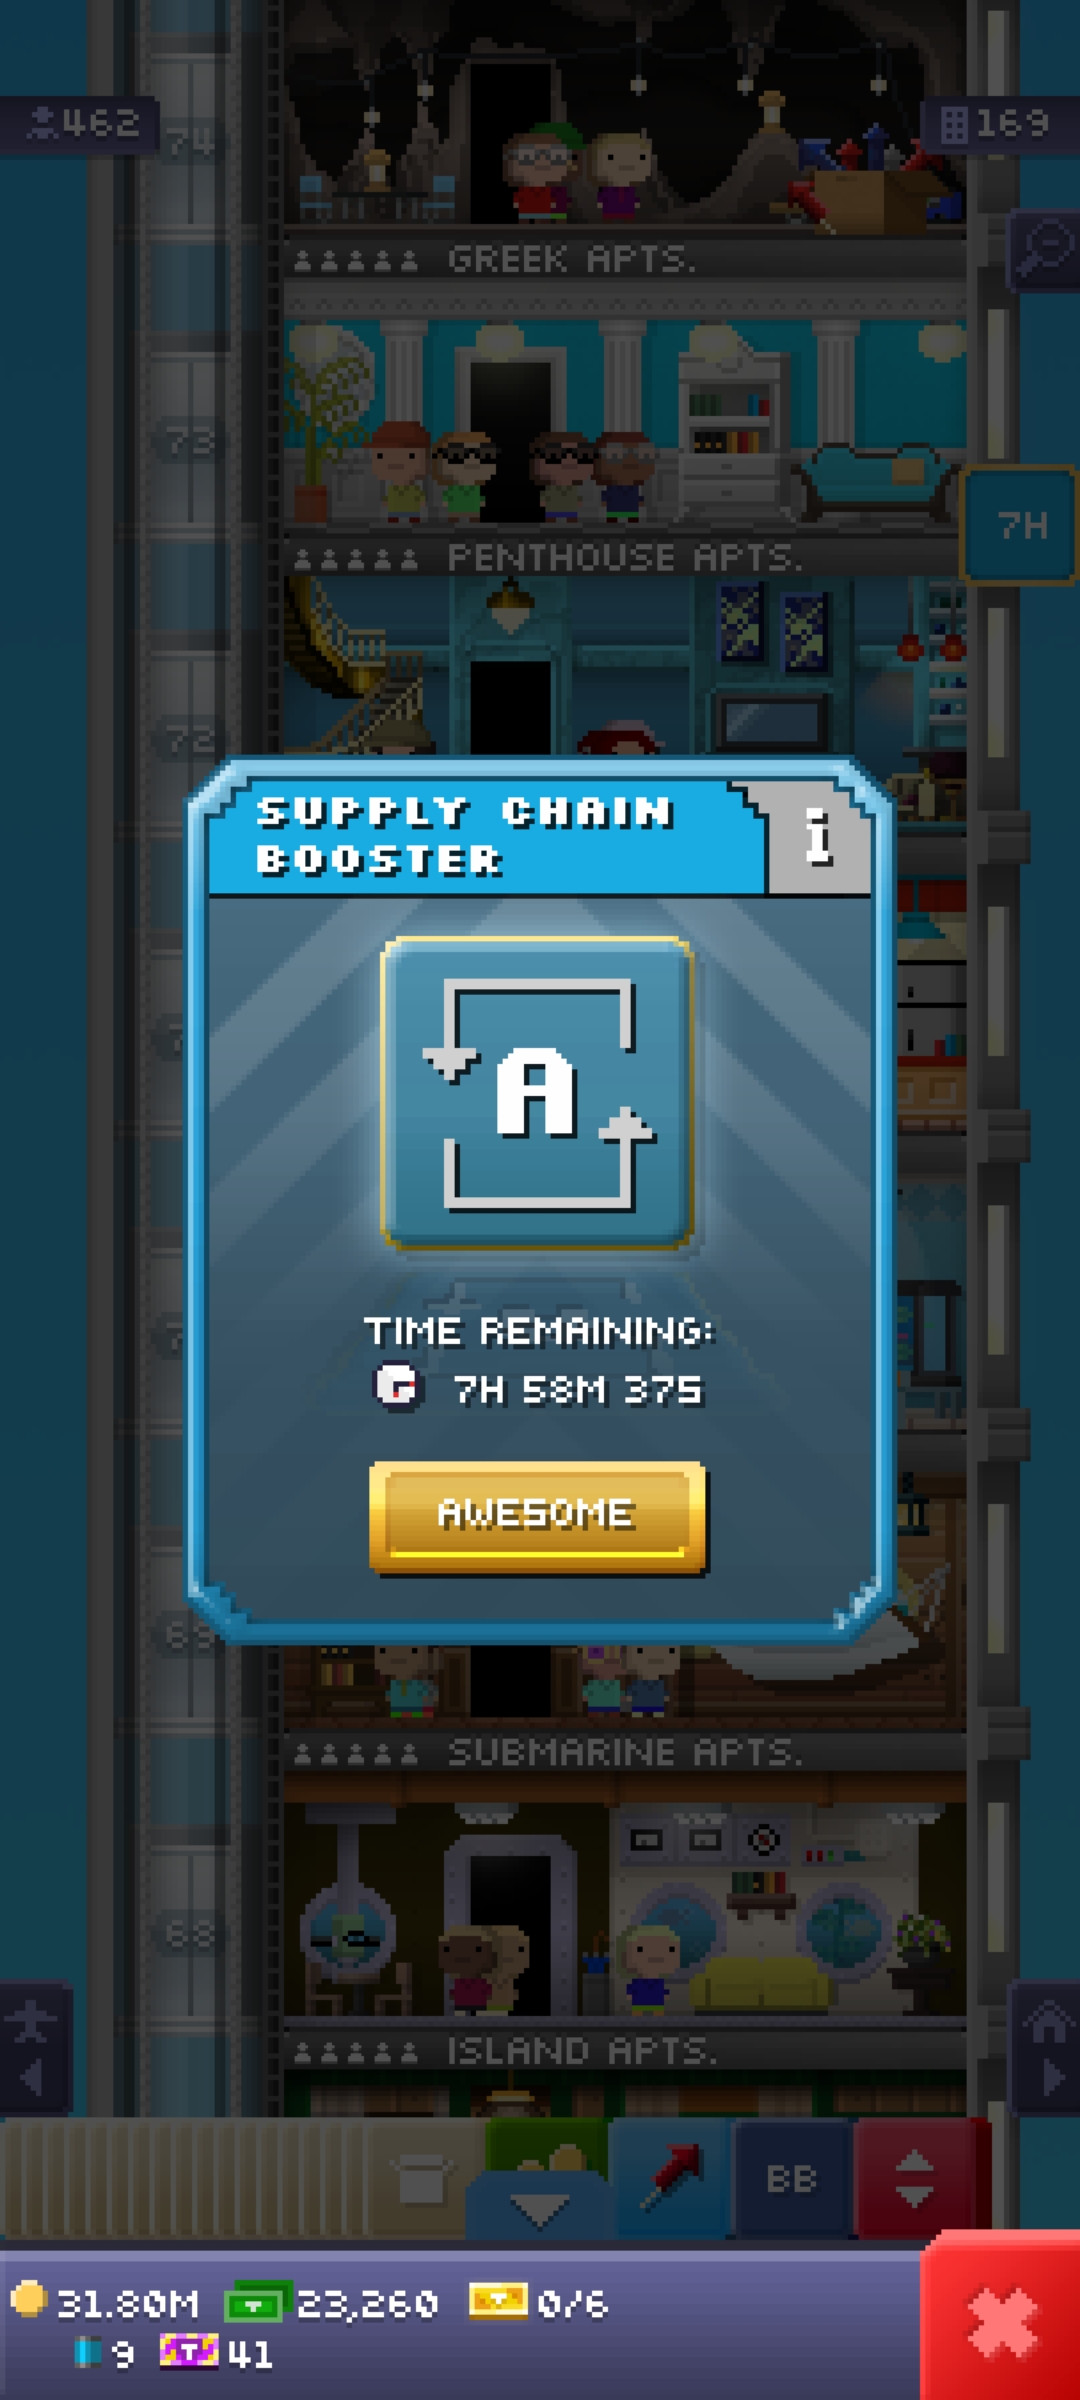 462
169
74
GREEK APTS.
73
7H
PENTHOUSE APTS.
72
SUPPLY CHAIN
BOOSTER
i
A
TIME REMAINING:
7H 58M 37S
AWESOME
69
SUBMARINE APTS.
68
ISLAND APTS.
BB
31.80M 23,260 0/6
9 41